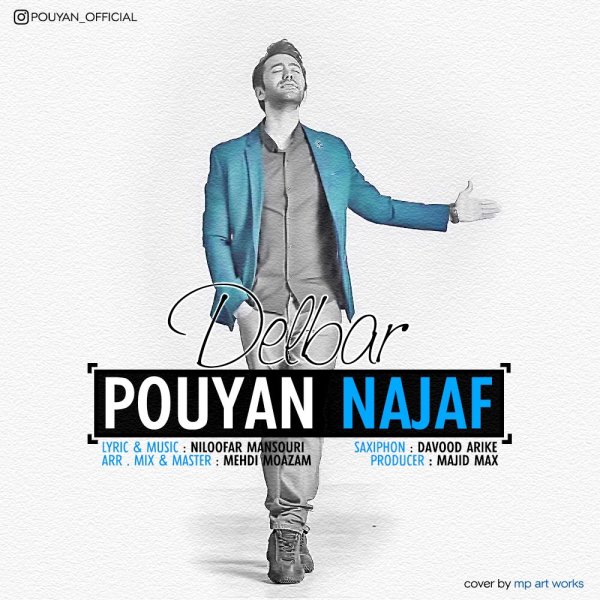 POUYAN_OFFICIAL
Delbar
POUYAN NAJAF
LYRIC & MUSIC : NILOOFAR MANSOURI SAXIPHON : DAVOOD ARIKE
ARR . MIX & MASTER : MEHDI MOAZAM PRODUCER : MAJID MAX
cover by mp art works